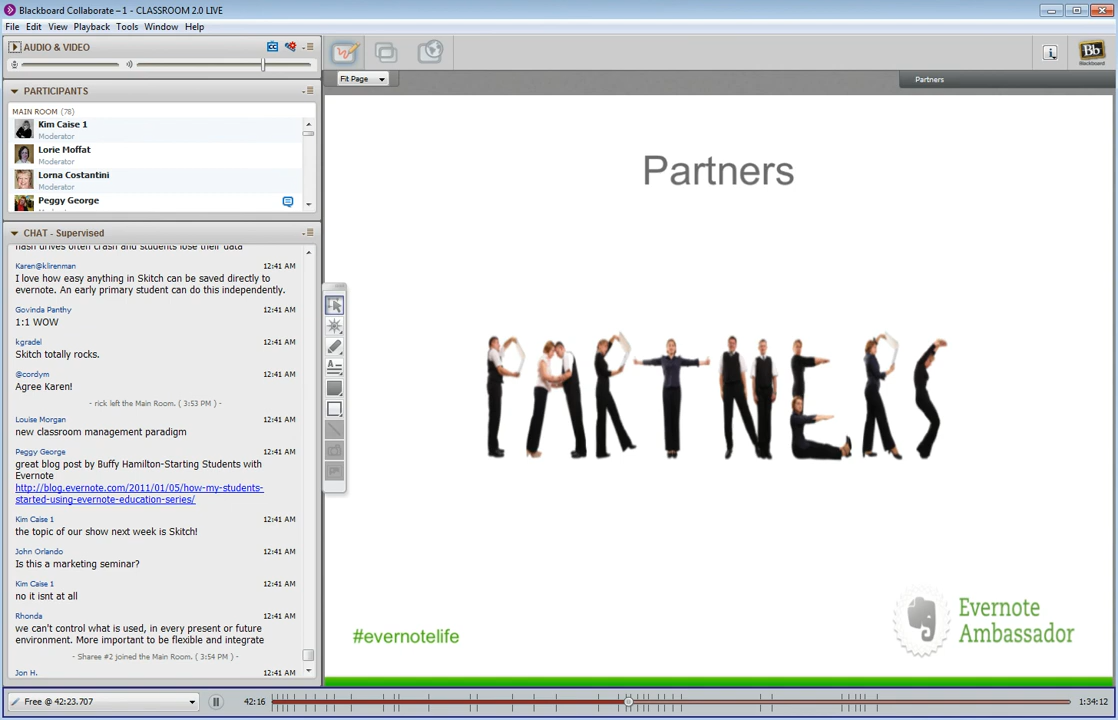 Blackboard Collaborate – 1 - CLASSROOM 2.0 LIVE
File Edit View Playback Tools Window Help
AUDIO & VIDEO
PARTICIPANTS
MAIN ROOM (78)
Kim Caise 1
Moderator
Lorie Moffat
Moderator
Lorna Costantini
Moderator
Peggy George
CHAT - Supervised
flash drives often crash and students lose their data
Karen@klirenman 12:41 AM
I love how easy anything in Skitch can be saved directly to
evernote. An early primary student can do this independently.
Govinda Panthy 12:41 AM
1:1 WOW
kgradel 12:41 AM
Skitch totally rocks.
@cordym 12:41 AM
Agree Karen!
- rick left the Main Room. ( 3:53 PM ) -
Louise Morgan 12:41 AM
new classroom management paradigm
Peggy George 12:41 AM
great blog post by Buffy Hamilton-Starting Students with
Evernote
http://blog.evernote.com/2011/01/05/how-my-students-
started-using-evernote-education-series/
Kim Caise 1 12:41 AM
the topic of our show next week is Skitch!
John Orlando 12:41 AM
Is this a marketing seminar?
Kim Caise 1 12:41 AM
no it isnt at all
Rhonda 12:41 AM
we can't control what is used, in every present or future
environment. More important to be flexible and integrate
- Sharee #2 joined the Main Room. ( 3:54 PM ) -
Jon H. 12:41 AM
Bb
Blackboard
Fit Page
Partners
Partners
PARTNERS
#evernotelife
Evernote
Ambassador
Free @ 42:23.707
42:16
1:34:12